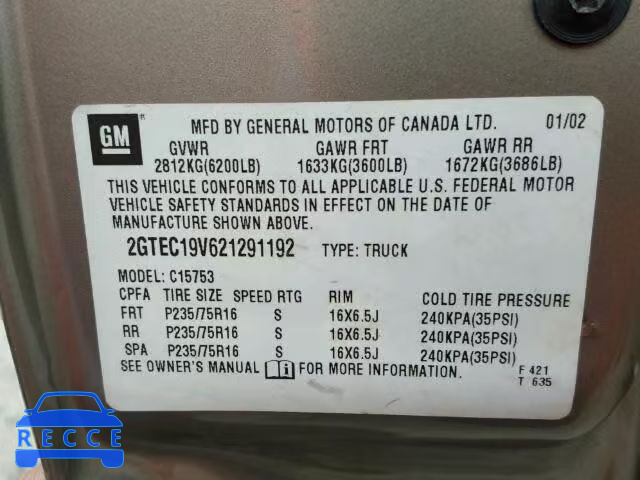 GM
MFD BY GENERAL MOTORS OF CANADA LTD. 01/02
GVWR GAWR FRT GAWR RR
2812KG(6200LB) 1633KG(3600LB) 1672KG(3686LB)
THIS VEHICLE CONFORMS TO ALL APPLICABLE U.S. FEDERAL MOTOR
VEHICLE SAFETY STANDARDS IN EFFECT ON THE DATE OF
MANUFACTURE SHOWN ABOVE.
2GTEC19V621291192 TYPE: TRUCK
MODEL: C15753
CPFA TIRE SIZE SPEED RTG RIM COLD TIRE PRESSURE
FRT P235/75R16 S 16X6.5J 240KPA(35PSI)
RR P235/75R16 S 16X6.5J 240KPA(35PSI)
SPA P235/75R16 S 16X6.5J 240KPA(35PSI)
SEE OWNER'S MANUAL i FOR MORE INFORMATION.
F 421
T 635
BIDS
RECCE